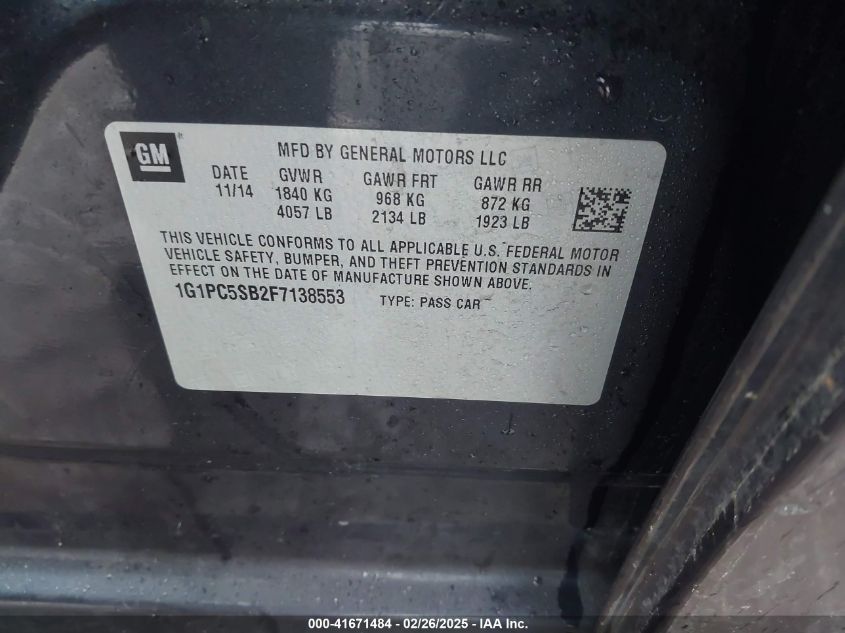 GM
MFD BY GENERAL MOTORS LLC
DATE GVWR GAWR FRT GAWR RR
11/14 1840 KG 968 KG 872 KG
4057 LB 2134 LB 1923 LB
THIS VEHICLE CONFORMS TO ALL APPLICABLE U.S. FEDERAL MOTOR
VEHICLE SAFETY, BUMPER, AND THEFT PREVENTION STANDARDS IN
EFFECT ON THE DATE OF MANUFACTURE SHOWN ABOVE.
1G1PC5SB2F7138553 TYPE: PASS CAR
000-41671484 - 02/26/2025 - IAA Inc.